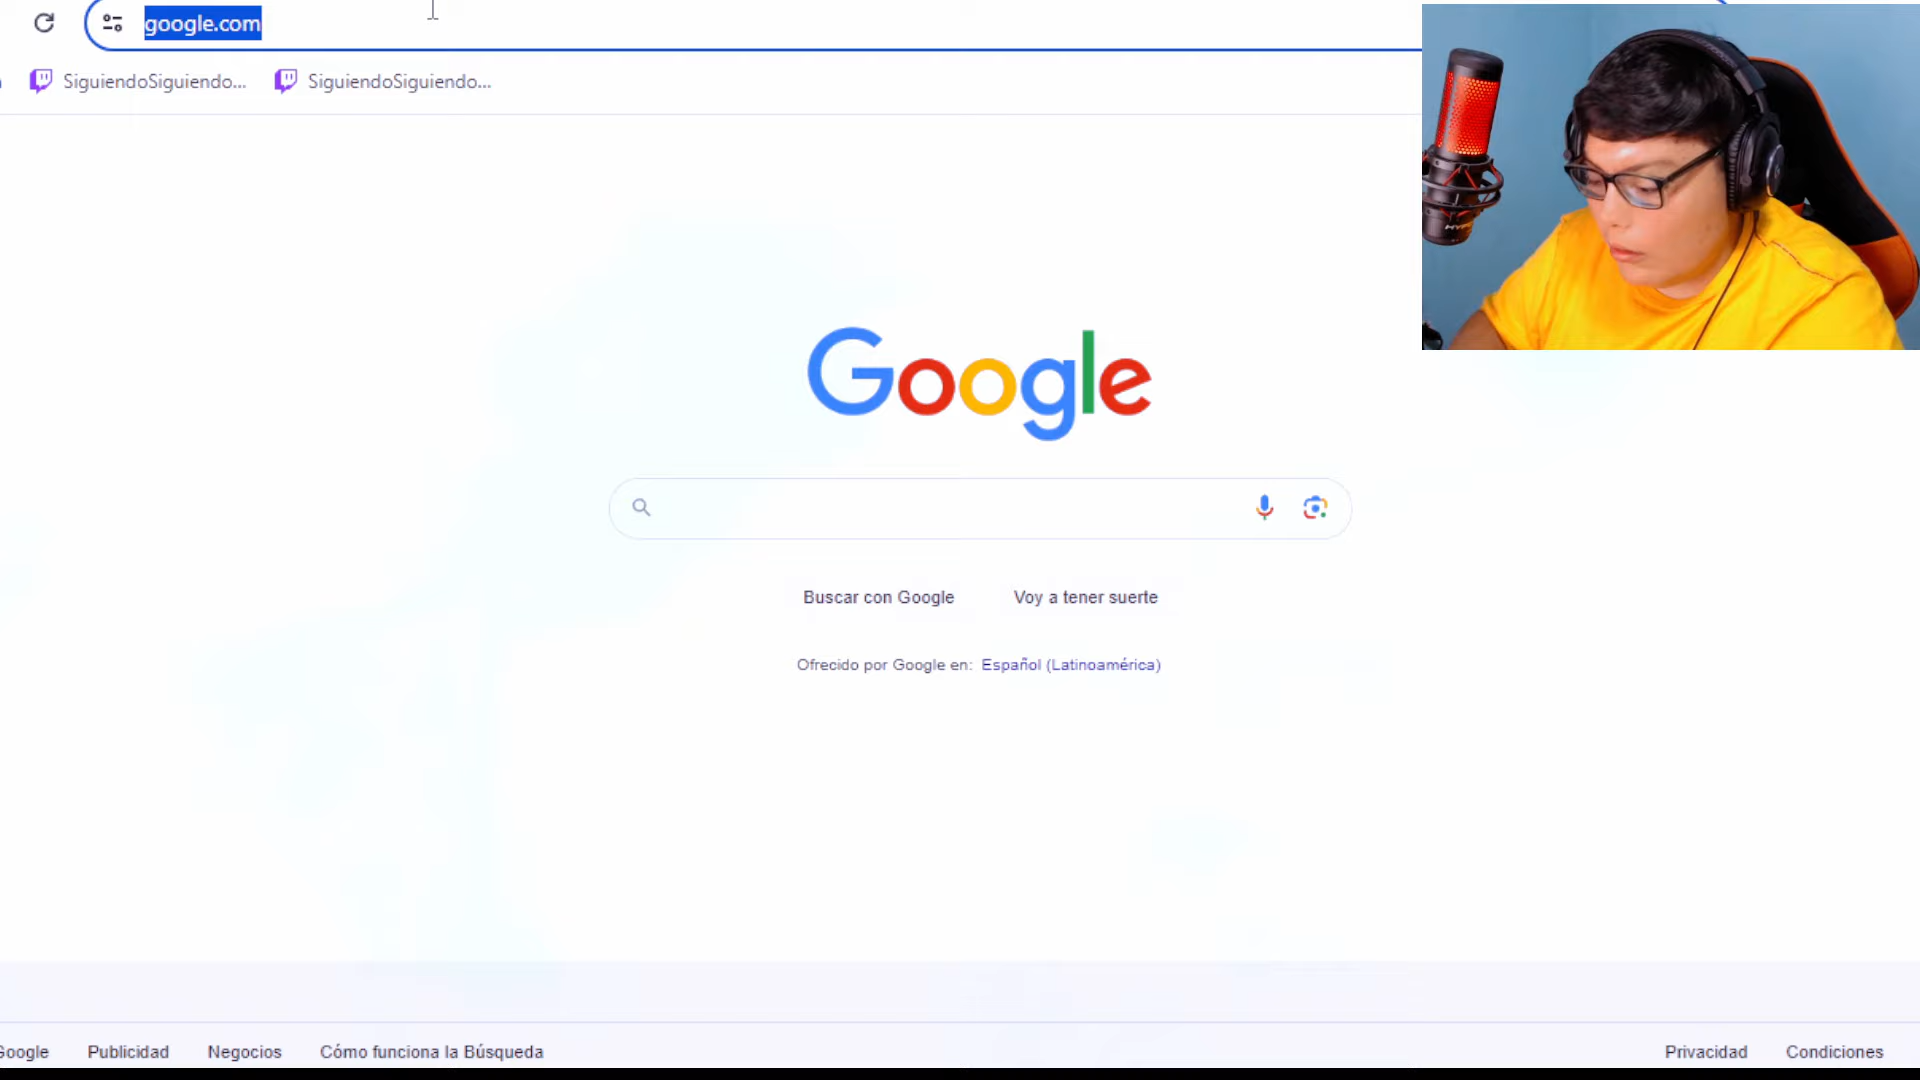 google.com
SiguiendoSiguiendo... SiguiendoSiguiendo...
Google
Buscar con Google Voy a tener suerte
Ofrecido por Google en: Español (Latinoamérica)
Google Publicidad Negocios Cómo funciona la Búsqueda Privacidad Condiciones